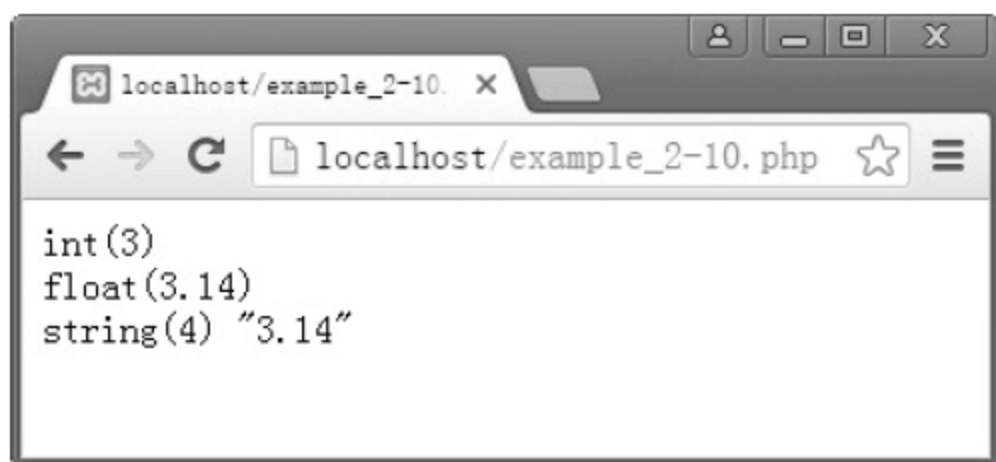 localhost/example_2-10.
localhost/example_2-10.php
int(3)
float(3.14)
string(4) "3.14"